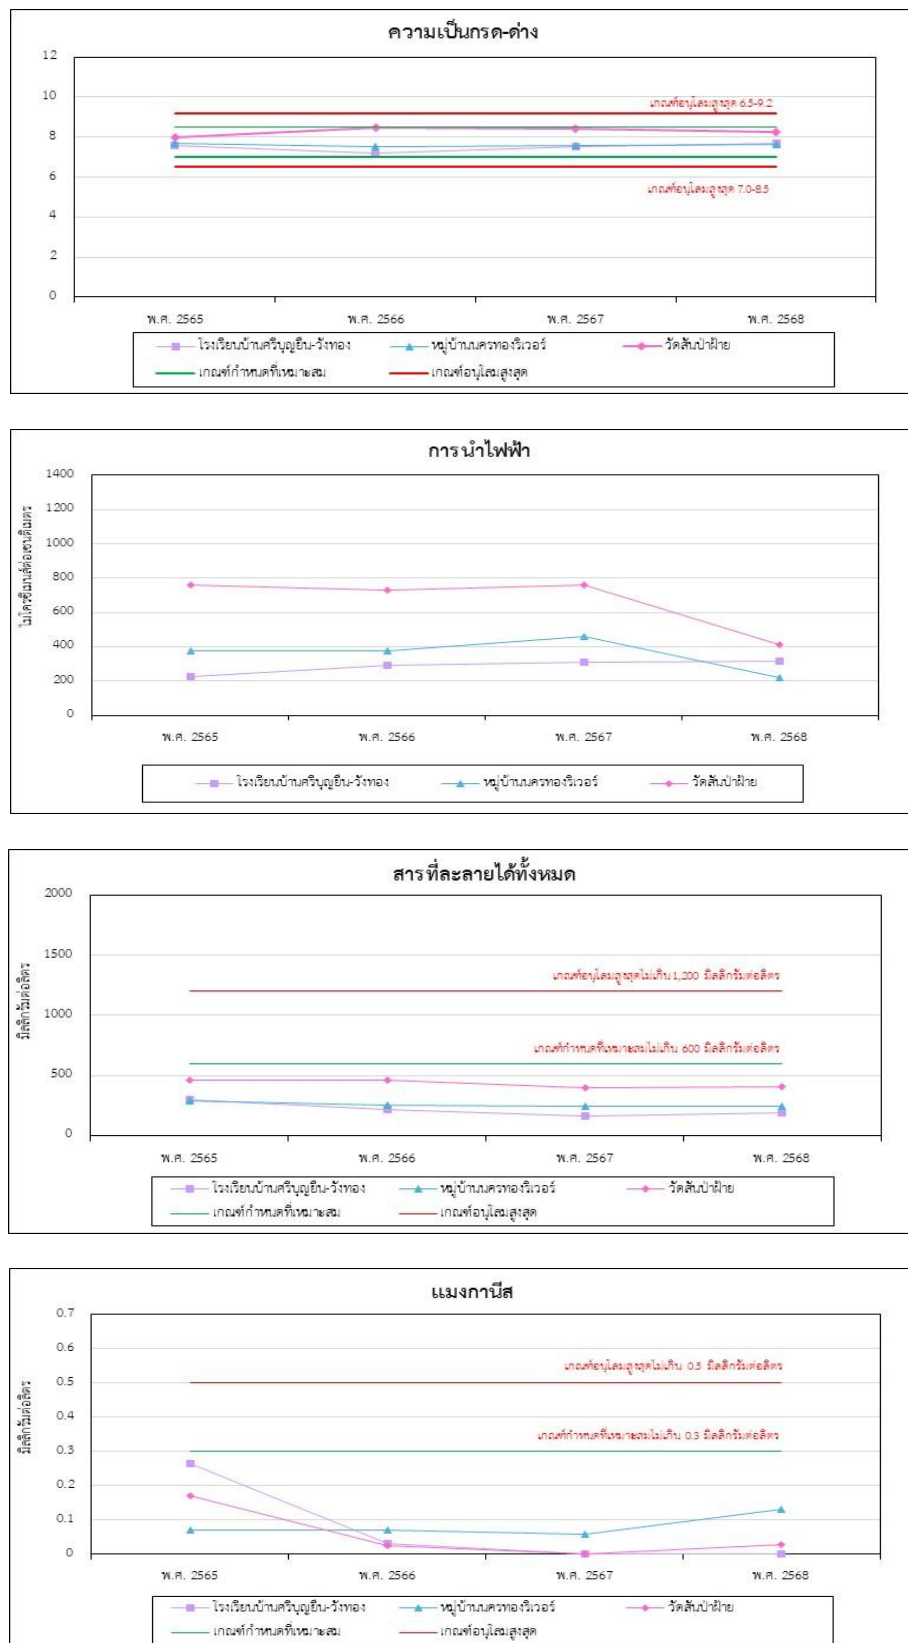 ความเป็นกรด-ด่าง
12
10
8
6
4
2
0
เกณฑ์อนุโลมสูงสุด 6.5-9.2
เกณฑ์อนุโลมสูงสุด 7.0-8.5
พ.ศ. 2565 พ.ศ. 2566 พ.ศ. 2567 พ.ศ. 2568
โรงเรียนบ้านศรีบุญยืน-วังทอง หมู่บ้านนครทองริเวอร์ วัดสันป่าฝ้าย
เกณฑ์กำหนดที่เหมาะสม เกณฑ์อนุโลมสูงสุด
การนำไฟฟ้า
ไมโครซีเมนส์ต่อเซนติเมตร
1400
1200
1000
800
600
400
200
0
พ.ศ. 2565 พ.ศ. 2566 พ.ศ. 2567 พ.ศ. 2568
โรงเรียนบ้านศรีบุญยืน-วังทอง หมู่บ้านนครทองริเวอร์ วัดสันป่าฝ้าย
สารที่ละลายได้ทั้งหมด
มิลลิกรัมต่อลิตร
2000
1500
1000
500
0
เกณฑ์อนุโลมสูงสุดไม่เกิน 1,200 มิลลิกรัมต่อลิตร
เกณฑ์กำหนดที่เหมาะสมไม่เกิน 600 มิลลิกรัมต่อลิตร
พ.ศ. 2565 พ.ศ. 2566 พ.ศ. 2567 พ.ศ. 2568
โรงเรียนบ้านศรีบุญยืน-วังทอง หมู่บ้านนครทองริเวอร์ วัดสันป่าฝ้าย
เกณฑ์กำหนดที่เหมาะสม เกณฑ์อนุโลมสูงสุด
แมงกานีส
มิลลิกรัมต่อลิตร
0.7
0.6
0.5
0.4
0.3
0.2
0.1
0
เกณฑ์อนุโลมสูงสุดไม่เกิน 0.5 มิลลิกรัมต่อลิตร
เกณฑ์กำหนดที่เหมาะสมไม่เกิน 0.3 มิลลิกรัมต่อลิตร
พ.ศ. 2565 พ.ศ. 2566 พ.ศ. 2567 พ.ศ. 2568
โรงเรียนบ้านศรีบุญยืน-วังทอง หมู่บ้านนครทองริเวอร์ วัดสันป่าฝ้าย
เกณฑ์กำหนดที่เหมาะสม เกณฑ์อนุโลมสูงสุด